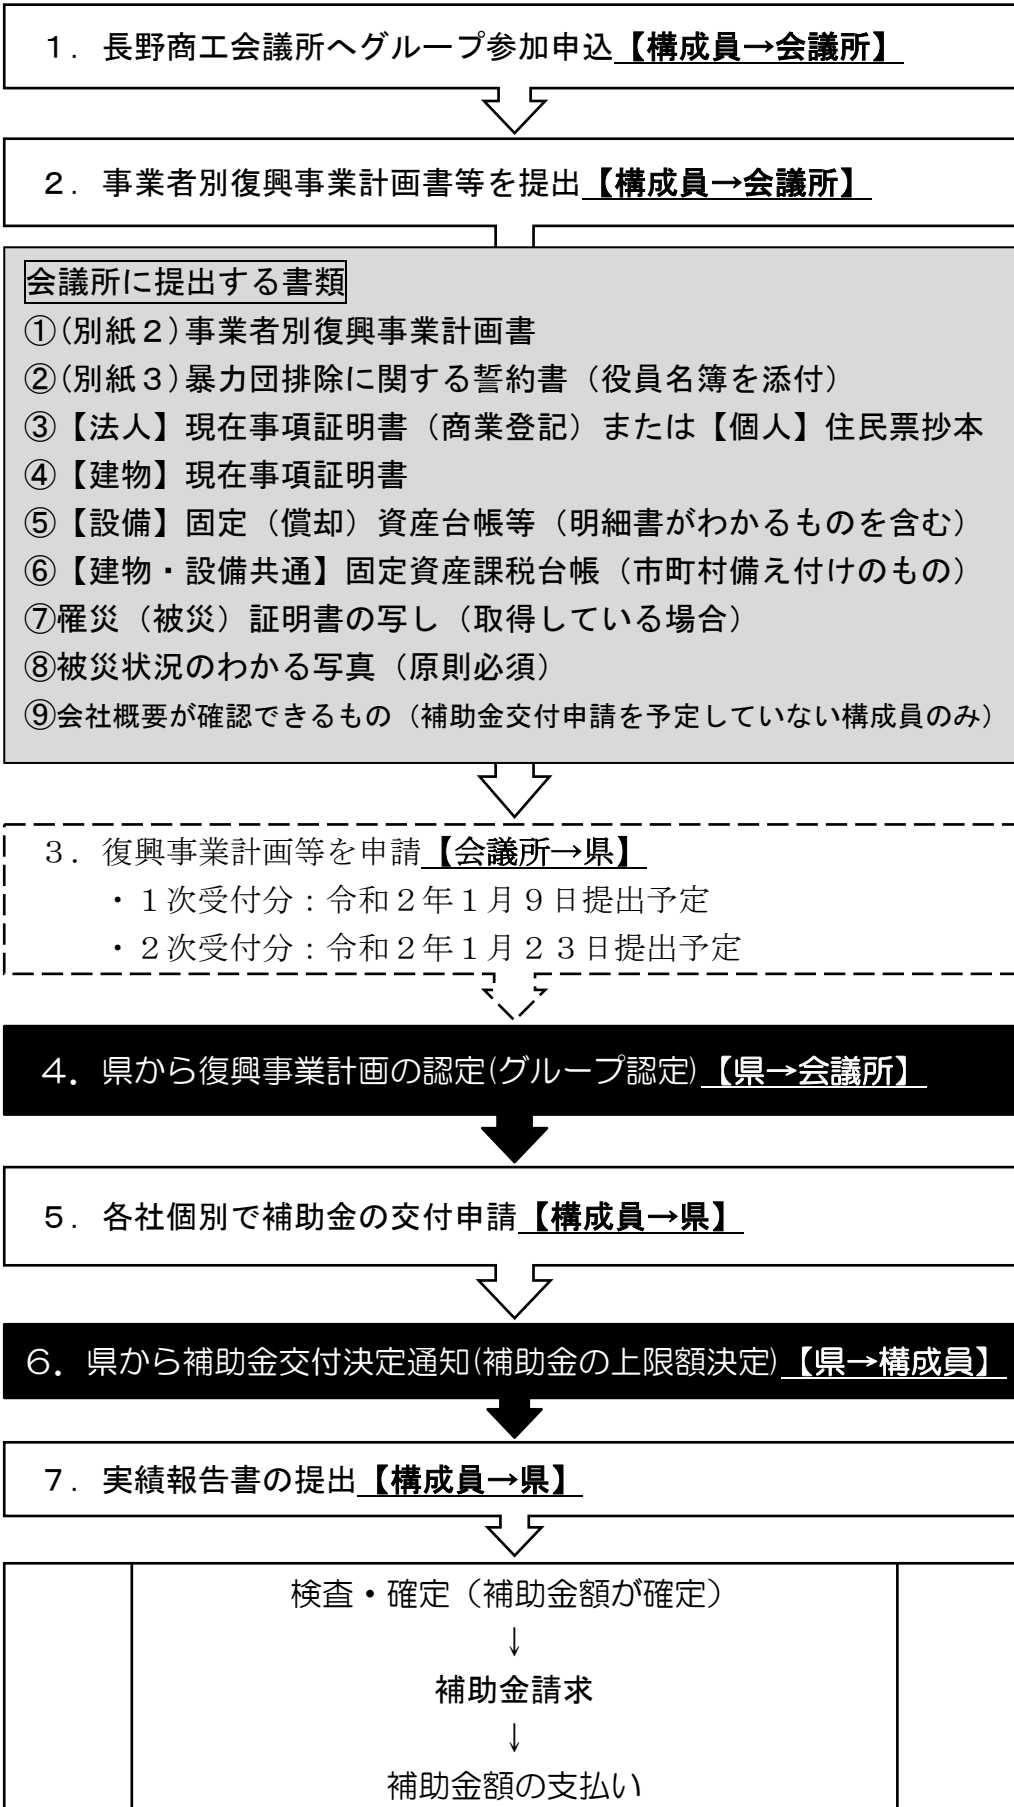 １．長野商工会議所へグループ参加申込【構成員→会議所】
２．事業者別復興事業計画書等を提出【構成員→会議所】
会議所に提出する書類
①(別紙２)事業者別復興事業計画書
②(別紙３)暴力団排除に関する誓約書（役員名簿を添付）
③【法人】現在事項証明書（商業登記）または【個人】住民票抄本
④【建物】現在事項証明書
⑤【設備】固定（償却）資産台帳等（明細書がわかるものを含む）
⑥【建物・設備共通】固定資産課税台帳（市町村備え付けのもの）
⑦罹災（被災）証明書の写し（取得している場合）
⑧被災状況のわかる写真（原則必須）
⑨会社概要が確認できるもの（補助金交付申請を予定していない構成員のみ）
３．復興事業計画等を申請【会議所→県】
・１次受付分：令和２年１月９日提出予定
・２次受付分：令和２年１月２３日提出予定
４．県から復興事業計画の認定(グループ認定)【県→会議所】
５．各社個別で補助金の交付申請【構成員→県】
６．県から補助金交付決定通知(補助金の上限額決定)【県→構成員】
７．実績報告書の提出【構成員→県】
検査・確定（補助金額が確定）
↓
補助金請求
↓
補助金額の支払い